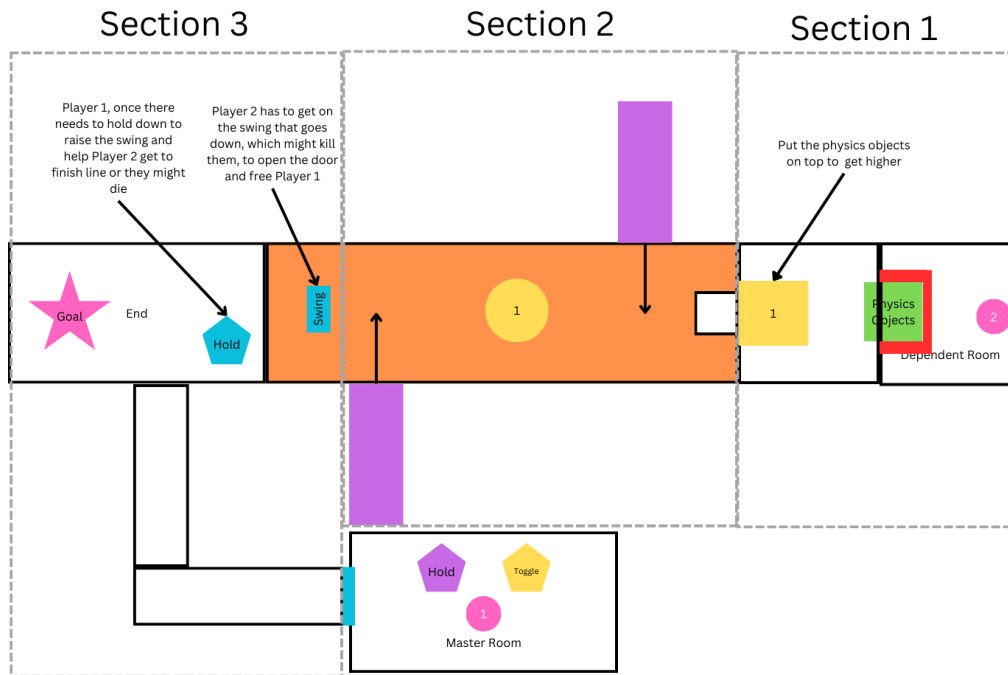 Section 3
Section 2
Section 1
Player 1, once there
needs to hold down to
raise the swing and
help Player 2 get to
finish line or they might
die
Player 2 has to get on
the swing that goes
down, which might kill
them, to open the door
and free Player 1
Put the physics objects
on top to get higher
Goal
End
Hold
Swing
1
1
Physics
Objects
2
Dependent Room
Hold
Toggle
1
Master Room